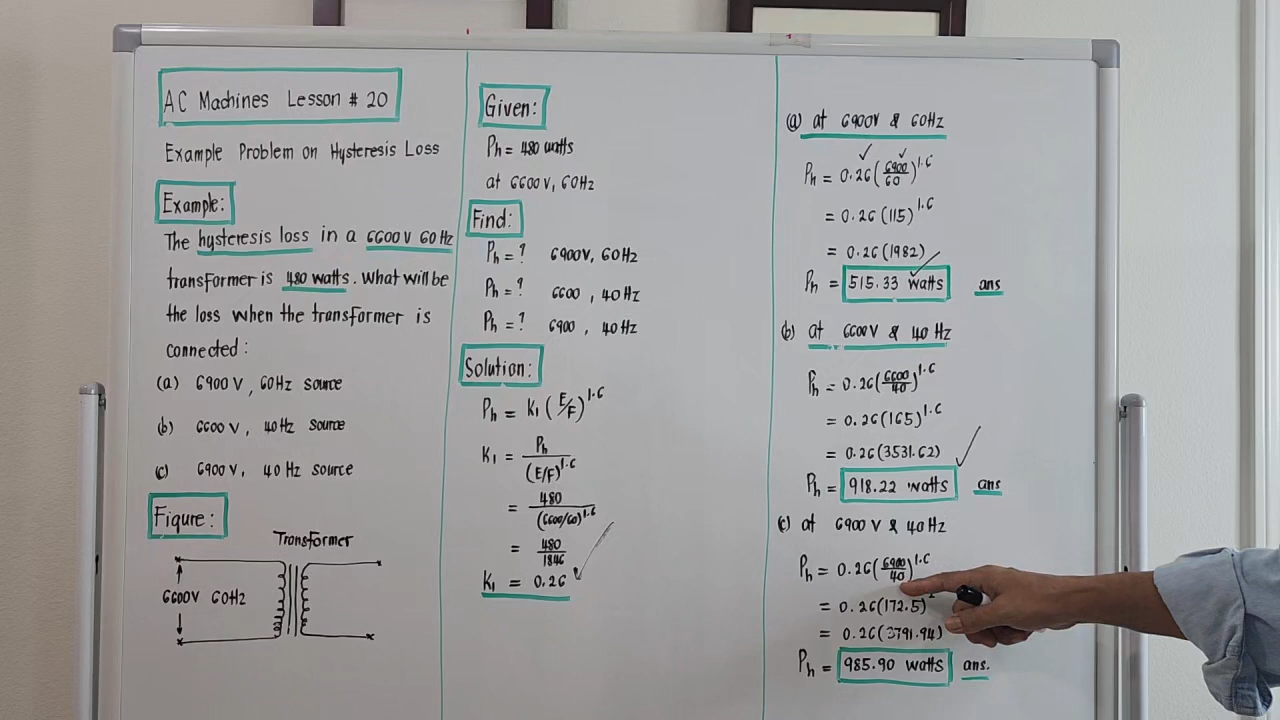 AC Machines Lesson # 20
Example Problem on Hysteresis Loss
Example:
The hysteresis loss in a 6600V 60Hz
transformer is 480 watts. What will be
the loss when the transformer is
connected:
(a) 6900 V, 60Hz source
(b) 6600 V, 40Hz source
(c) 6900 V, 40 Hz source
Figure:
Transformer
6600V 60Hz
Given:
Ph = 480 watts
at 6600 V, 60Hz
Find:
Ph = ? 6900V, 60Hz
Ph = ? 6600, 40Hz
Ph = ? 6900, 40Hz
Solution:
Ph = K1 (E/F)^1.6
K1 = Ph / (E/F)^1.6
= 480 / (6600/60)^1.6
= 480 / 1846
K1 = 0.26
(a) at 6900V & 60Hz
Ph = 0.26 (6900/60)^1.6
= 0.26 (115)^1.6
= 0.26 (1982)
Ph = 515.33 watts ans
(b) at 6600V & 40 Hz
Ph = 0.26 (6600/40)^1.6
= 0.26 (165)^1.6
= 0.26 (3531.62)
Ph = 918.22 watts ans
(c) at 6900 V & 40Hz
Ph = 0.26 (6900/40)^1.6
= 0.26 (172.5)
= 0.26 (3791.94)
Ph = 985.90 watts ans.